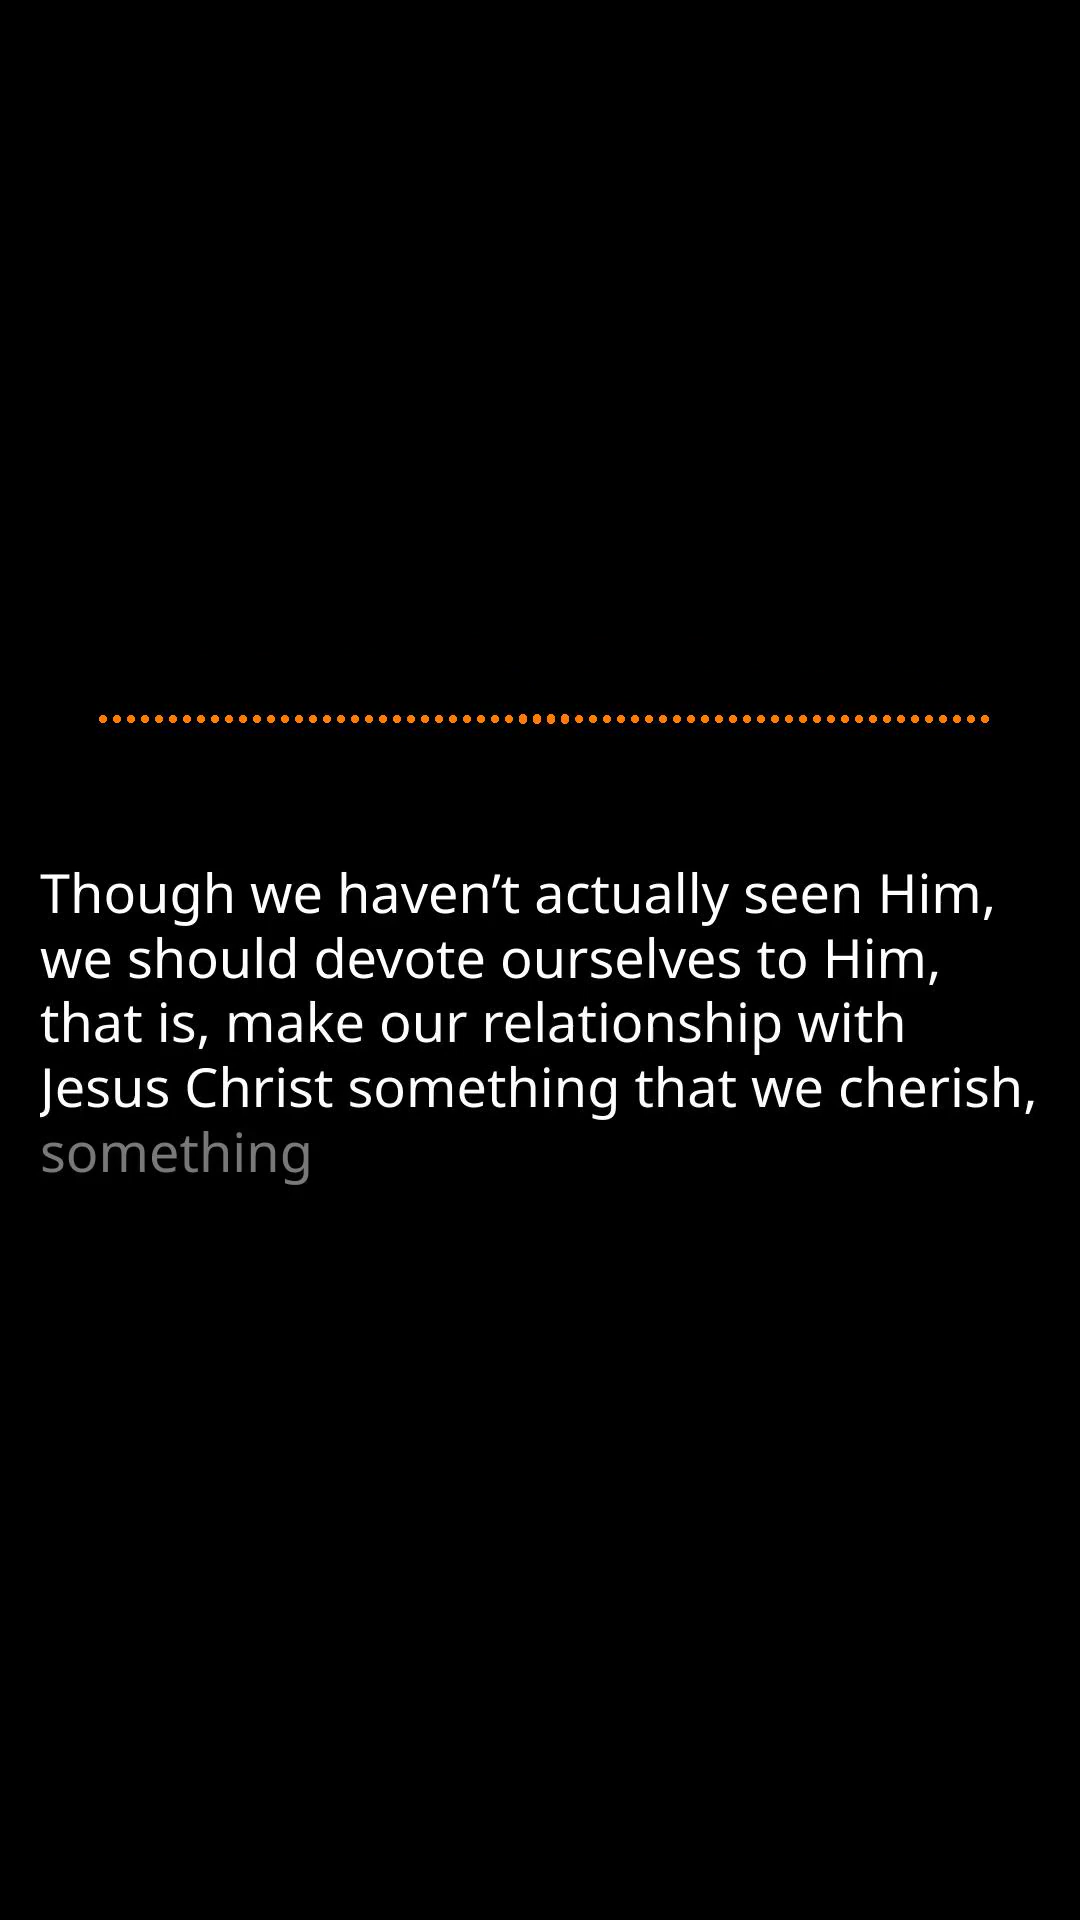 Though we haven’t actually seen Him,
we should devote ourselves to Him,
that is, make our relationship with
Jesus Christ something that we cherish,
something